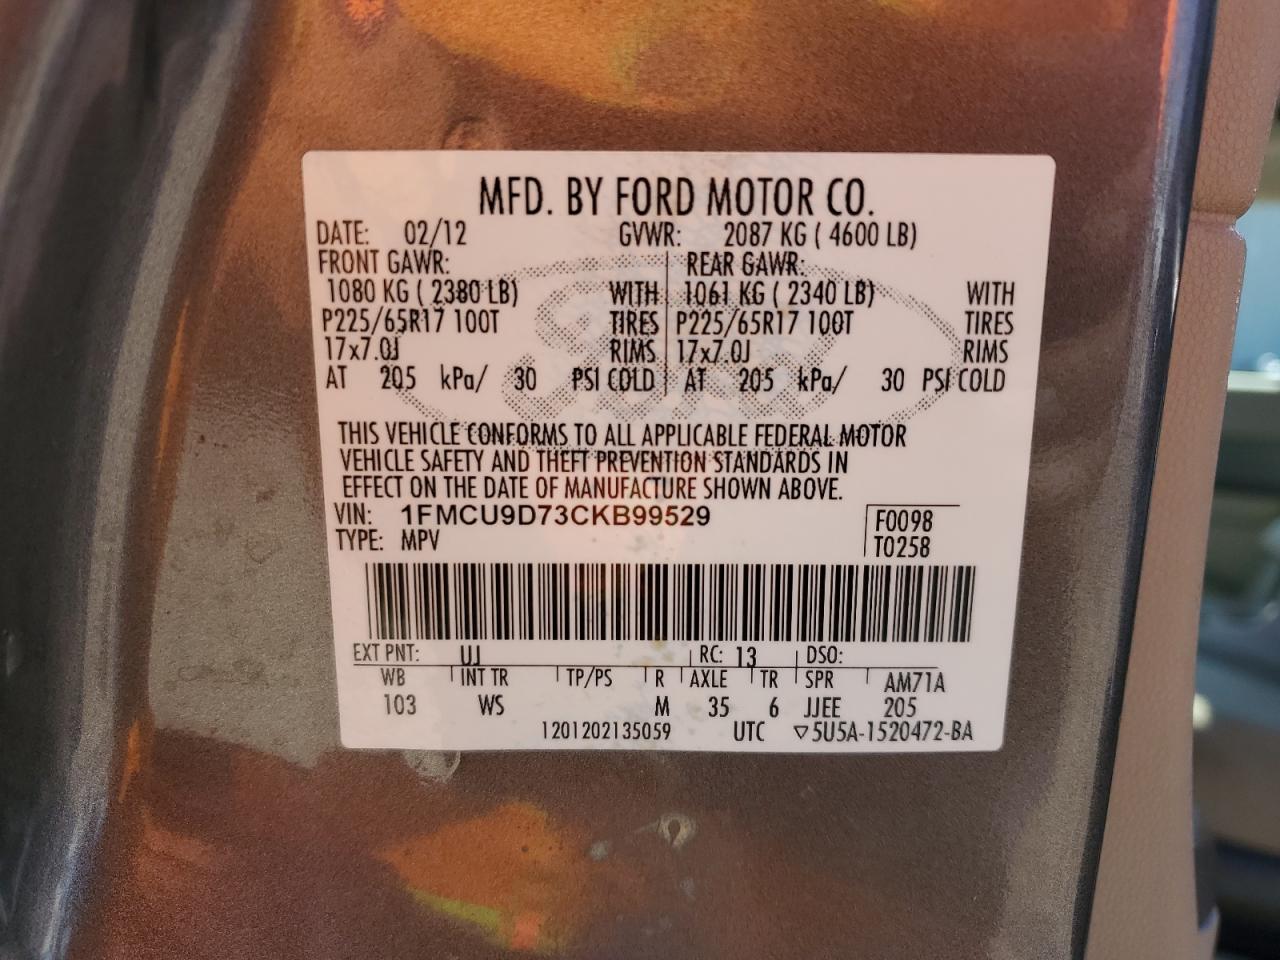 MFD. BY FORD MOTOR CO.
DATE: 02/12 GVWR: 2087 KG ( 4600 LB)
FRONT GAWR: REAR GAWR:
1080 KG ( 2380 LB) WITH 1061 KG ( 2340 LB) WITH
P225/65R17 100T TIRES P225/65R17 100T TIRES
17x7.0J RIMS 17x7.0J RIMS
AT 205 kPa/ 30 PSI COLD AT 205 kPa/ 30 PSI COLD
THIS VEHICLE CONFORMS TO ALL APPLICABLE FEDERAL MOTOR
VEHICLE SAFETY AND THEFT PREVENTION STANDARDS IN
EFFECT ON THE DATE OF MANUFACTURE SHOWN ABOVE.
VIN: 1FMCU9D73CKB99529 F0098
TYPE: MPV T0258
EXT PNT: UJ RC: 13 DSO:
WB INT TR TP/PS R AXLE TR SPR AM71A
103 WS M 35 6 JJEE 205
1201202135059 UTC ▽5U5A-1520472-BA